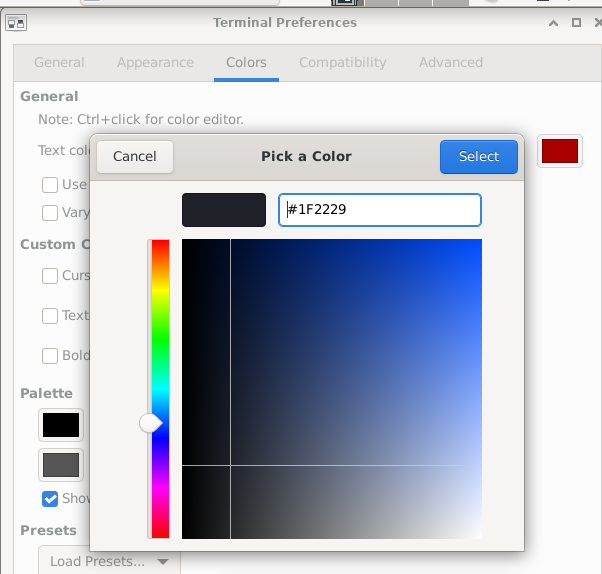 Terminal Preferences
General Appearance Colors Compatibility Advanced
General
Note: Ctrl+click for color editor.
Text colo
Cancel Pick a Color Select
Use
#1F2229
Vary
Custom C
Curs
Text
Bold
Palette
Show
Presets
Load Presets...